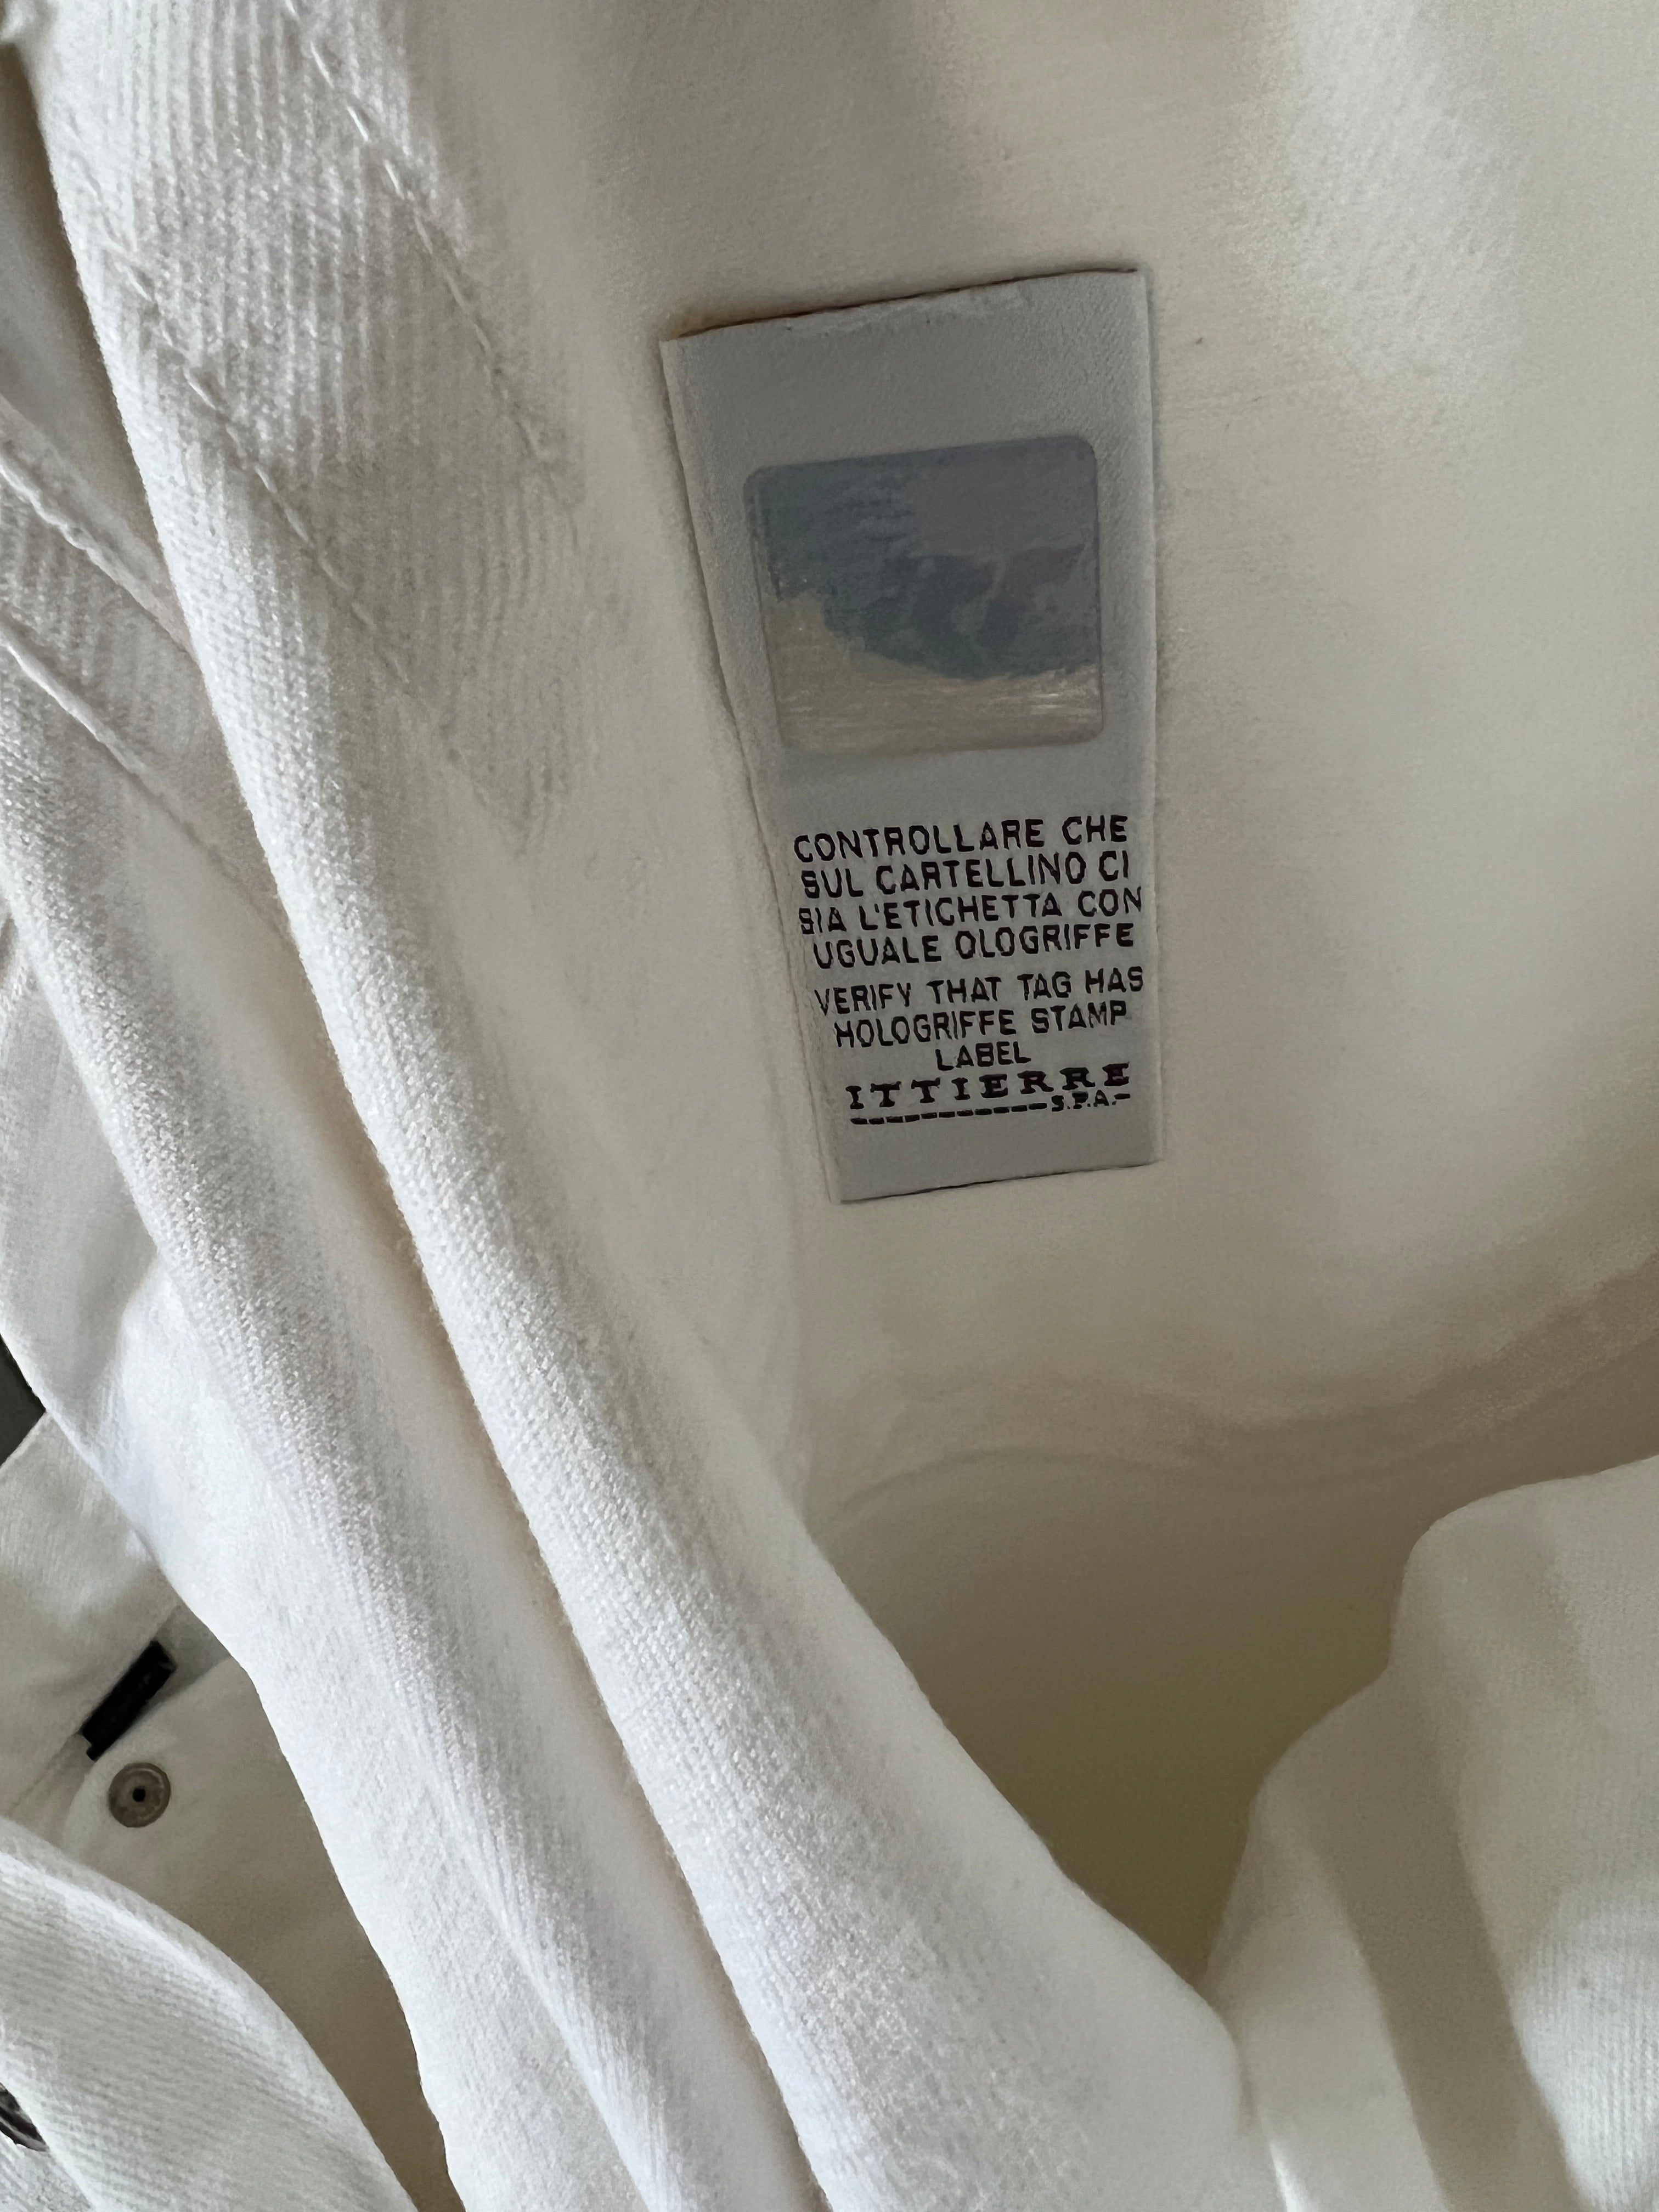 CONTROLLARE CHE
SUL CARTELLINO CI
SIA L'ETICHETTA CON
UGUALE OLOGRIFFE
VERIFY THAT TAG HAS
HOLOGRIFFE STAMP
LABEL
ITTIERRE
S.P.A.